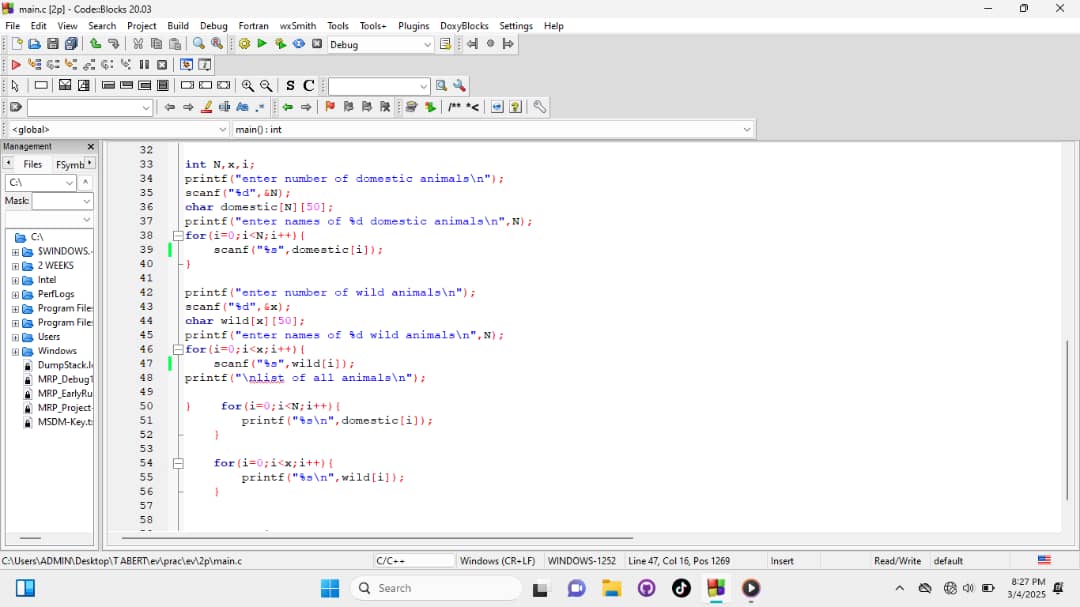 main.c [2p] - Code::Blocks 20.03
File Edit View Search Project Build Debug Fortran wxSmith Tools Tools+ Plugins DoxyBlocks Settings Help
Debug
S C
/** *<
<global> main() : int
Management
Files FSymb
C:\
Mask:
C:\
$WINDOWS.~
2 WEEKS
Intel
PerfLogs
Program Files
Program Files
Users
Windows
DumpStack.l
MRP_Debug
MRP_EarlyRu
MRP_Project
MSDM-Key.t
32
33 int N,x,i;
34 printf("enter number of domestic animals\n");
35 scanf("%d",&N);
36 char domestic[N][50];
37 printf("enter names of %d domestic animals\n",N);
38 for(i=0;i<N;i++){
39 scanf("%s",domestic[i]);
40 }
41
42 printf("enter number of wild animals\n");
43 scanf("%d",&x);
44 char wild[x][50];
45 printf("enter names of %d wild animals\n",N);
46 for(i=0;i<x;i++){
47 scanf("%s",wild[i]);
48 printf("\nlist of all animals\n");
49
50 } for(i=0;i<N;i++){
51 printf("%s\n",domestic[i]);
52 }
53
54 for(i=0;i<x;i++){
55 printf("%s\n",wild[i]);
56 }
57
58
C:\Users\ADMIN\Desktop\T ABERT\ev\prac\ev\2p\main.c C/C++ Windows (CR+LF) WINDOWS-1252 Line 47, Col 16, Pos 1269 Insert Read/Write default
Search
8:27 PM
3/4/2025